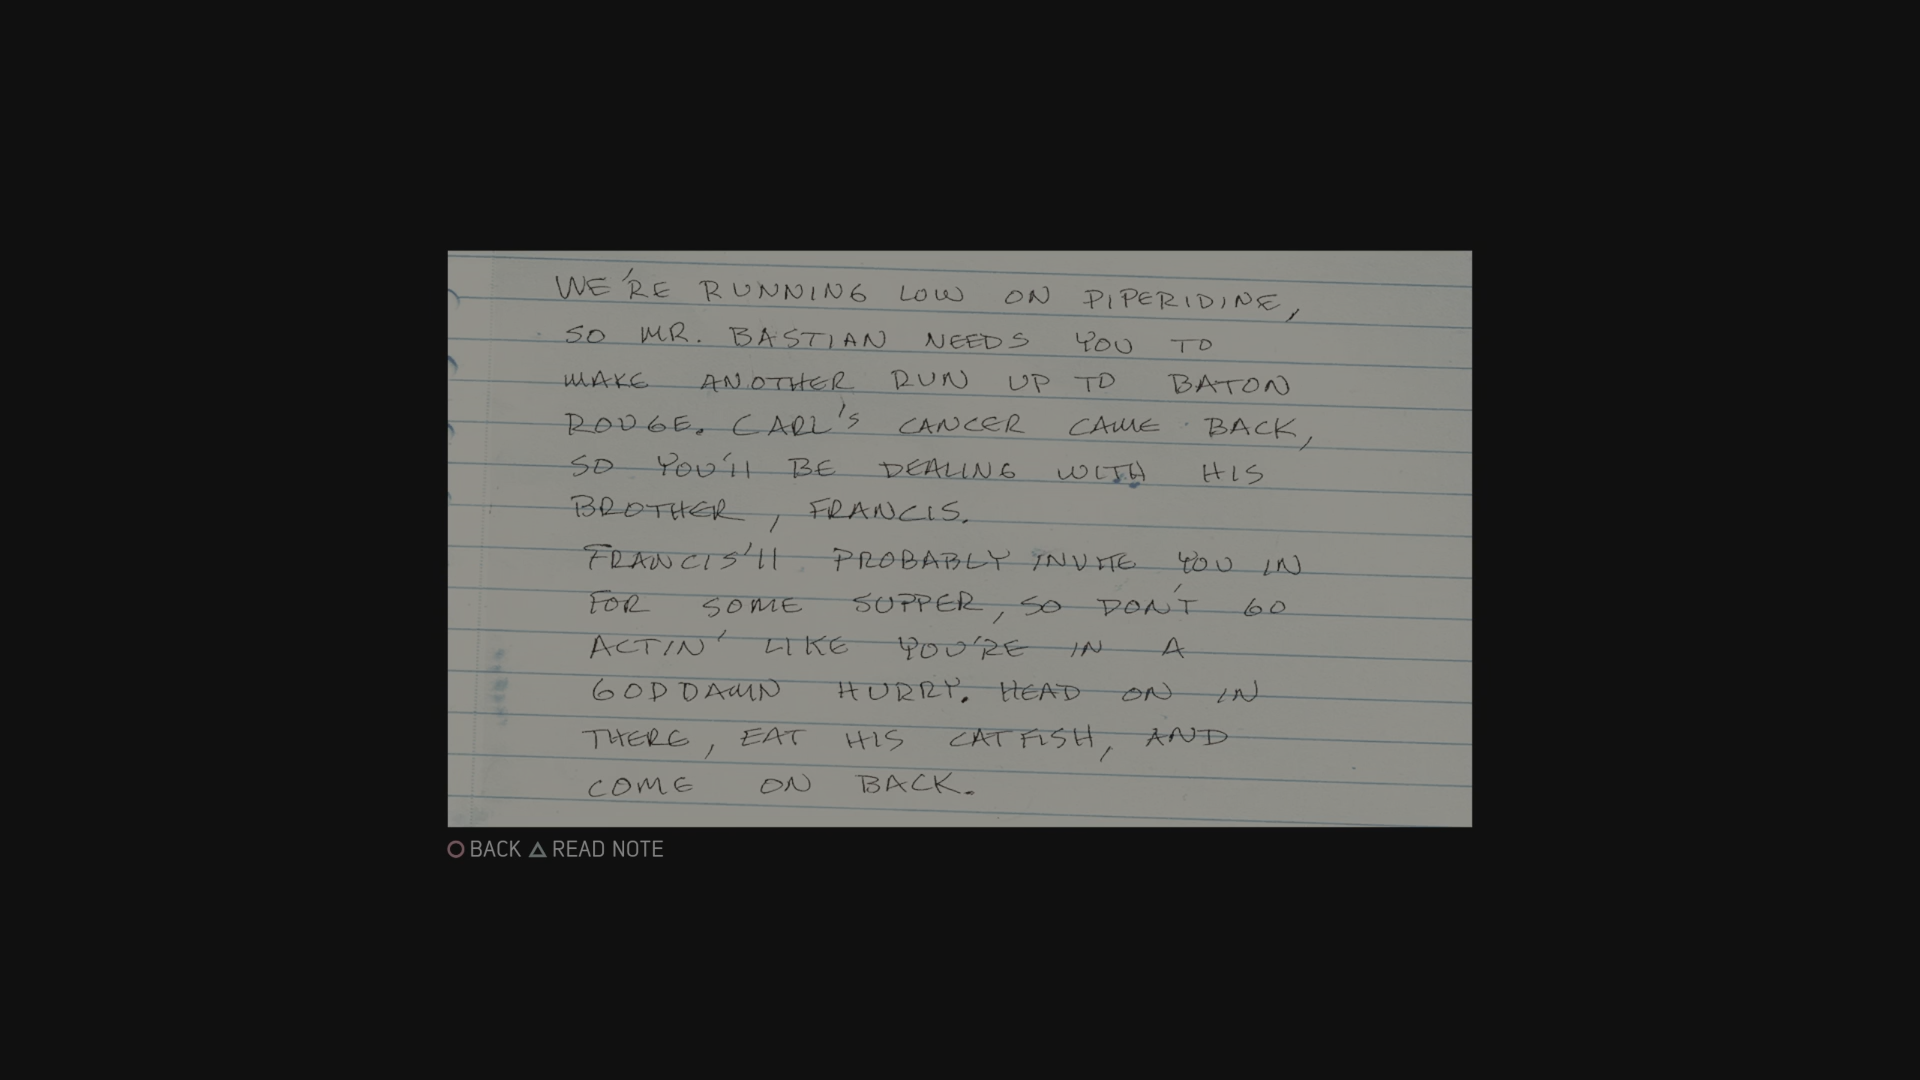 WE'RE RUNNING LOW ON PIPERIDINE,
SO MR. BASTIAN NEEDS YOU TO
MAKE ANOTHER RUN UP TO BATON
ROUGE. CARL'S CANCER CAME BACK,
SO YOU'll BE DEALING WITH HIS
BROTHER, FRANCIS.
FRANCIS'll PROBABLY INVITE YOU IN
FOR SOME SUPPER, SO DON'T GO
ACTIN' LIKE YOU'RE IN A
GODDAMN HURRY. HEAD ON IN
THERE, EAT HIS CATFISH, AND
COME ON BACK.
BACK READ NOTE